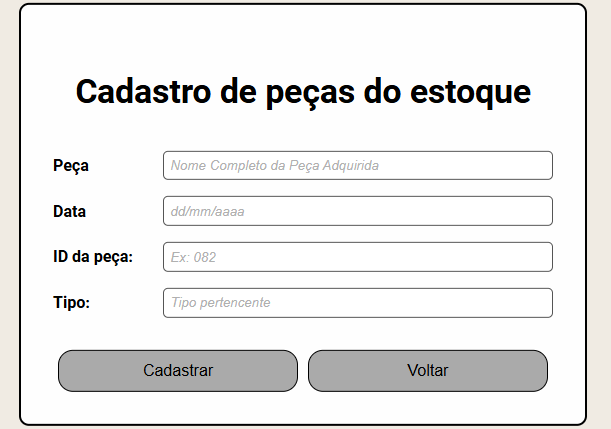 Cadastro de peças do estoque
Peça Nome Completo da Peça Adquirida
Data dd/mm/aaaa
ID da peça: Ex: 082
Tipo: Tipo pertencente
Cadastrar Voltar